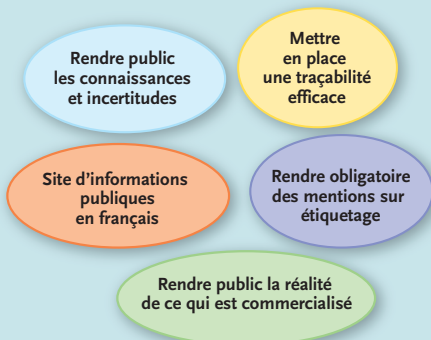 Rendre public
les connaissances
et incertitudes
Mettre
en place
une traçabilité
efficace
Site d'informations
publiques
en français
Rendre obligatoire
des mentions sur
étiquetage
Rendre public la réalité
de ce qui est commercialisé